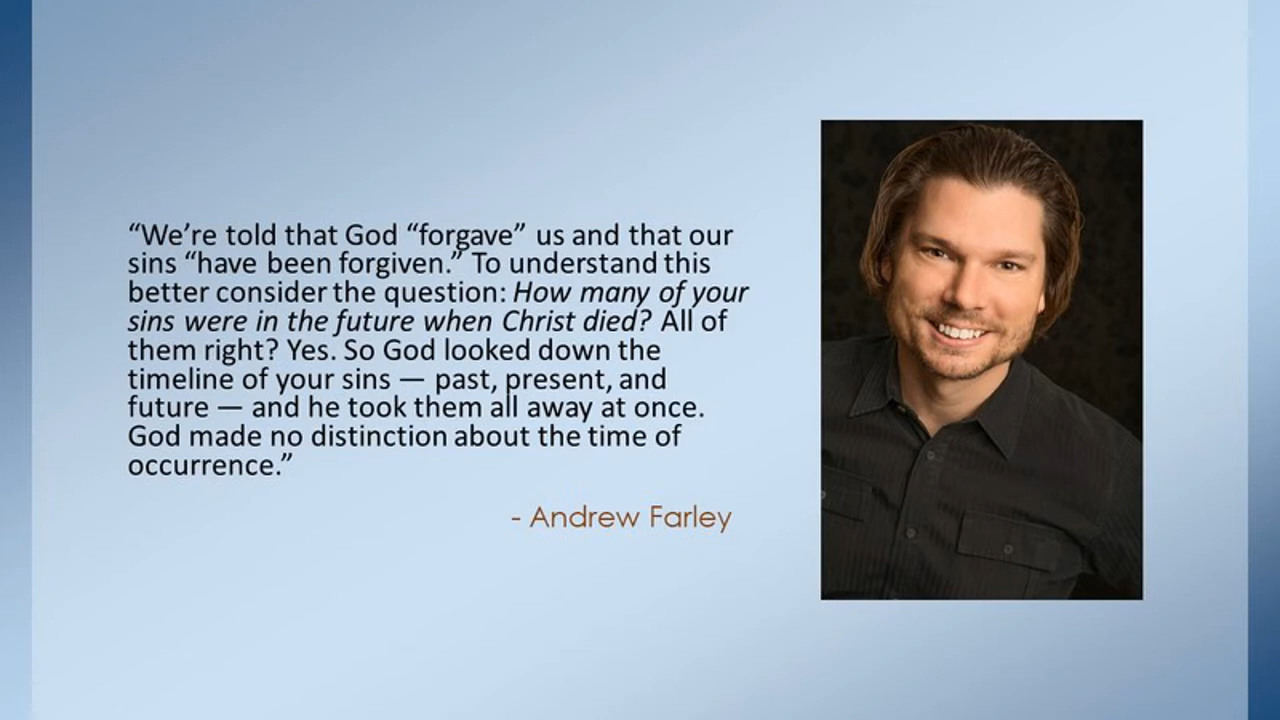 “We’re told that God “forgave” us and that our
sins “have been forgiven.” To understand this
better consider the question: How many of your
sins were in the future when Christ died? All of
them right? Yes. So God looked down the
timeline of your sins — past, present, and
future — and he took them all away at once.
God made no distinction about the time of
occurrence.”
- Andrew Farley